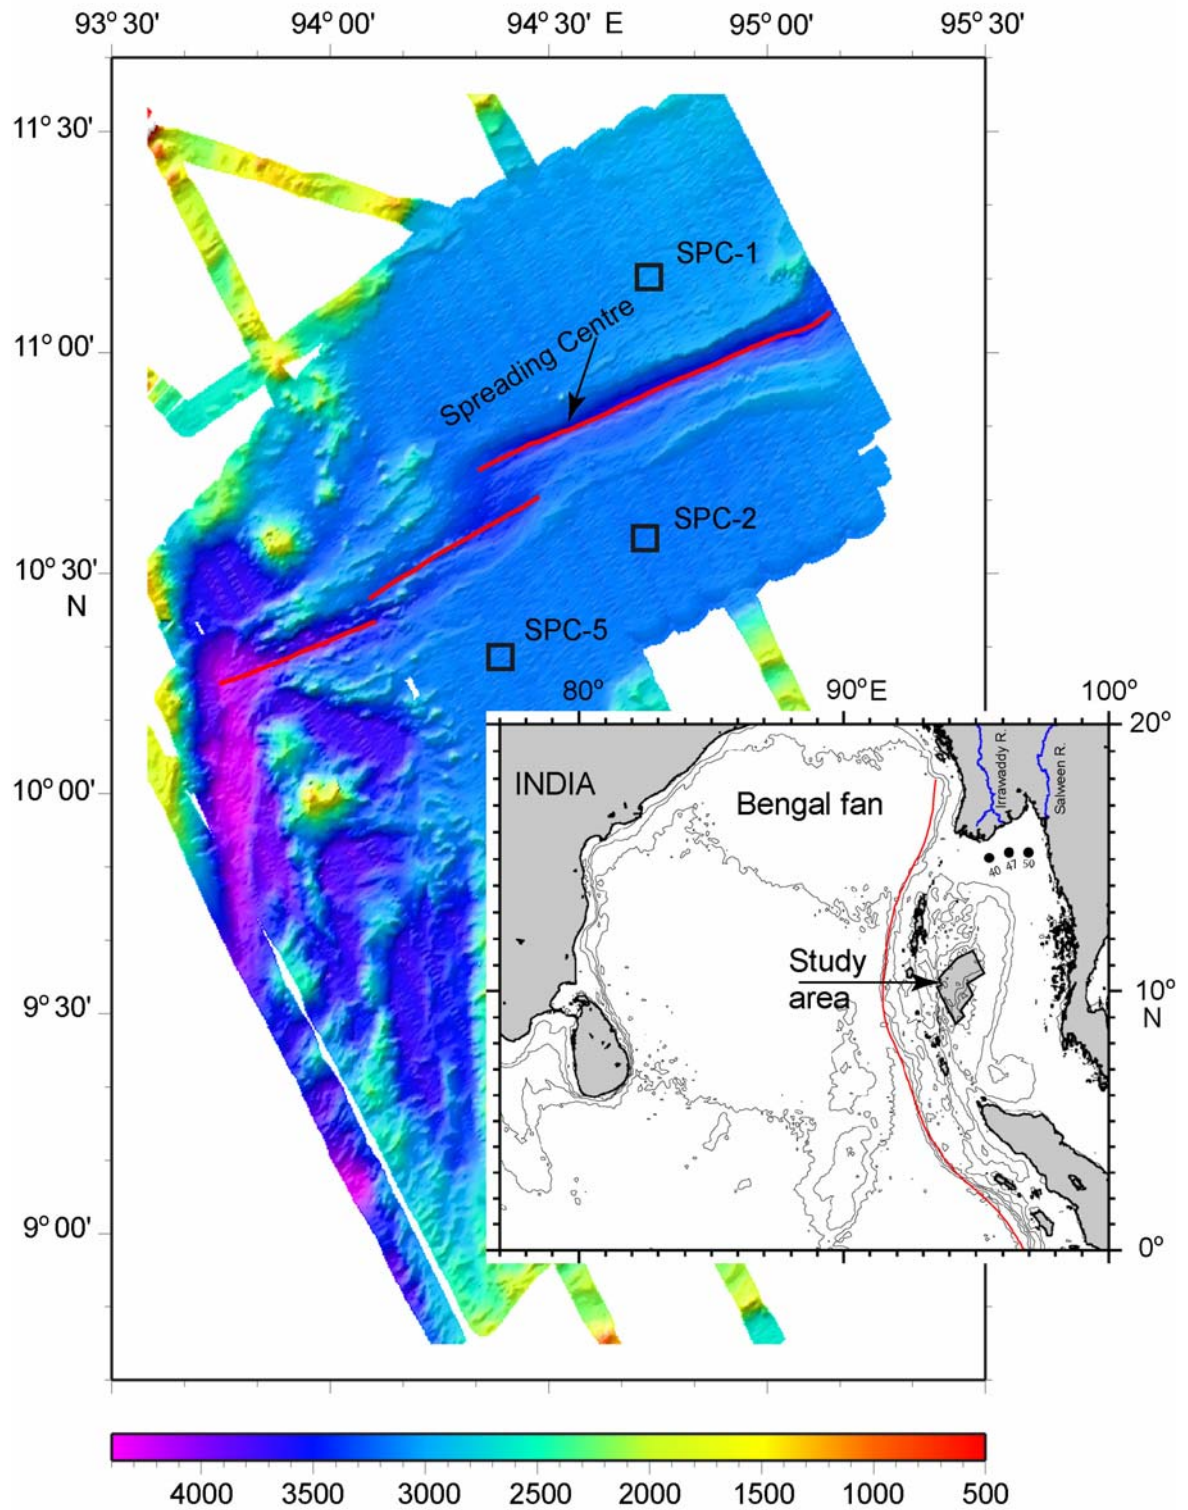 93° 30' 94° 00' 94° 30' E 95° 00' 95° 30'
11° 30'
SPC-1
Spreading Centre
11° 00'
SPC-2
10° 30'
N
SPC-5
80° 90° E 100°
20°
INDIA
Bengal fan
Irrawaddy R.
Salween R.
40 47 50
10° 00'
Study
area
10°
N
9° 30'
9° 00'
0°
4000 3500 3000 2500 2000 1500 1000 500